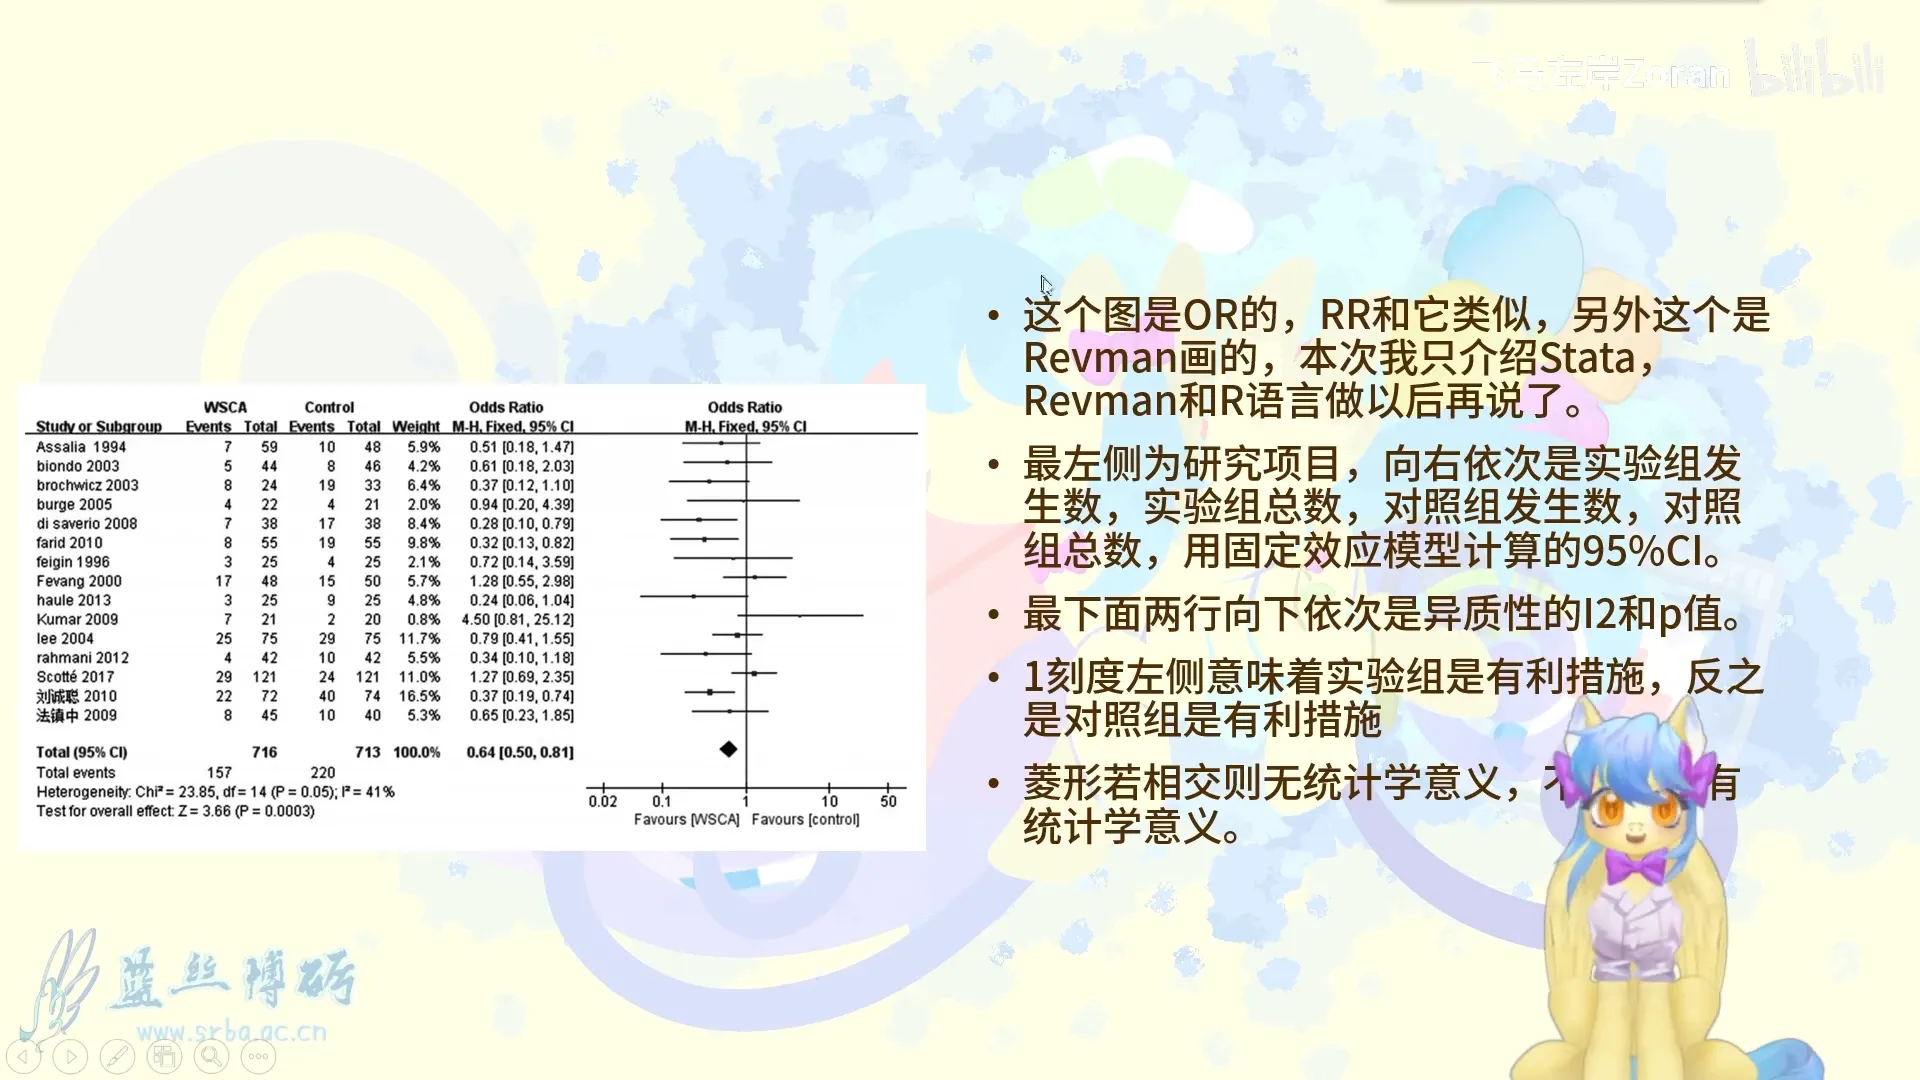 左岸Zoran bilibili
这个图是OR的，RR和它类似，另外这个是
Revman画的，本次我只介绍Stata，
Revman和R语言做以后再说了。
最左侧为研究项目，向右依次是实验组发
生数，实验组总数，对照组发生数，对照
组总数，用固定效应模型计算的95%CI。
最下面两行向下依次是异质性的I2和p值。
1刻度左侧意味着实验组是有利措施，反之
是对照组是有利措施
菱形若相交则无统计学意义，不 有
统计学意义。
WSCA Control Odds Ratio Odds Ratio
Study or Subgroup Events Total Events Total Weight M-H, Fixed, 95% CI M-H, Fixed, 95% CI
Assalia 1994 7 59 10 48 5.9% 0.51 [0.18, 1.47]
biondo 2003 5 44 8 46 4.2% 0.61 [0.18, 2.03]
brochwicz 2003 8 24 19 33 6.4% 0.37 [0.12, 1.10]
burge 2005 4 22 4 21 2.0% 0.94 [0.20, 4.39]
di saverio 2008 7 38 17 38 8.4% 0.28 [0.10, 0.79]
farid 2010 8 55 19 55 9.8% 0.32 [0.13, 0.82]
feigin 1996 3 25 4 25 2.1% 0.72 [0.14, 3.59]
Fevang 2000 17 48 15 50 5.7% 1.28 [0.55, 2.98]
haule 2013 3 25 9 25 4.8% 0.24 [0.06, 1.04]
Kumar 2009 7 21 2 20 0.8% 4.50 [0.81, 25.12]
lee 2004 25 75 29 75 11.7% 0.79 [0.41, 1.55]
rahmani 2012 4 42 10 42 5.5% 0.34 [0.10, 1.18]
Scotté 2017 29 121 24 121 11.0% 1.27 [0.69, 2.35]
刘诚聪 2010 22 72 40 74 16.5% 0.37 [0.19, 0.74]
法镇中 2009 8 45 10 40 5.3% 0.65 [0.23, 1.85]
Total (95% CI) 716 713 100.0% 0.64 [0.50, 0.81]
Total events 157 220
Heterogeneity: Chi² = 23.85, df = 14 (P = 0.05); I² = 41%
Test for overall effect: Z = 3.66 (P = 0.0003)
0.02 0.1 1 10 50
Favours [WSCA] Favours [control]
蓝丝博砺
www.srba.ac.cn